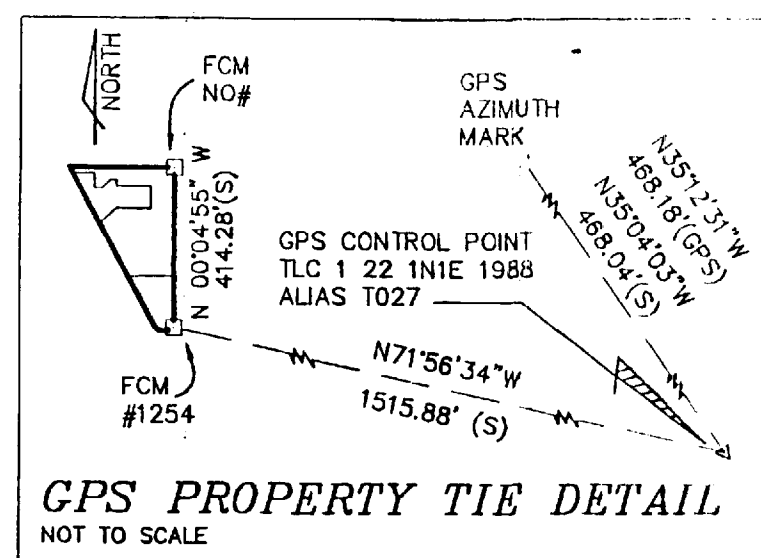 NORTH
FCM
NO#
GPS
AZIMUTH
MARK
N 00°04'55" W
414.28'(S)
N35°12'31"W
468.18'(GPS)
N35°04'03"W
468.04'(S)
GPS CONTROL POINT
TLC 1 22 1N1E 1988
ALIAS T027
N71°56'34"W
1515.88' (S)
FCM
#1254
GPS PROPERTY TIE DETAIL
NOT TO SCALE